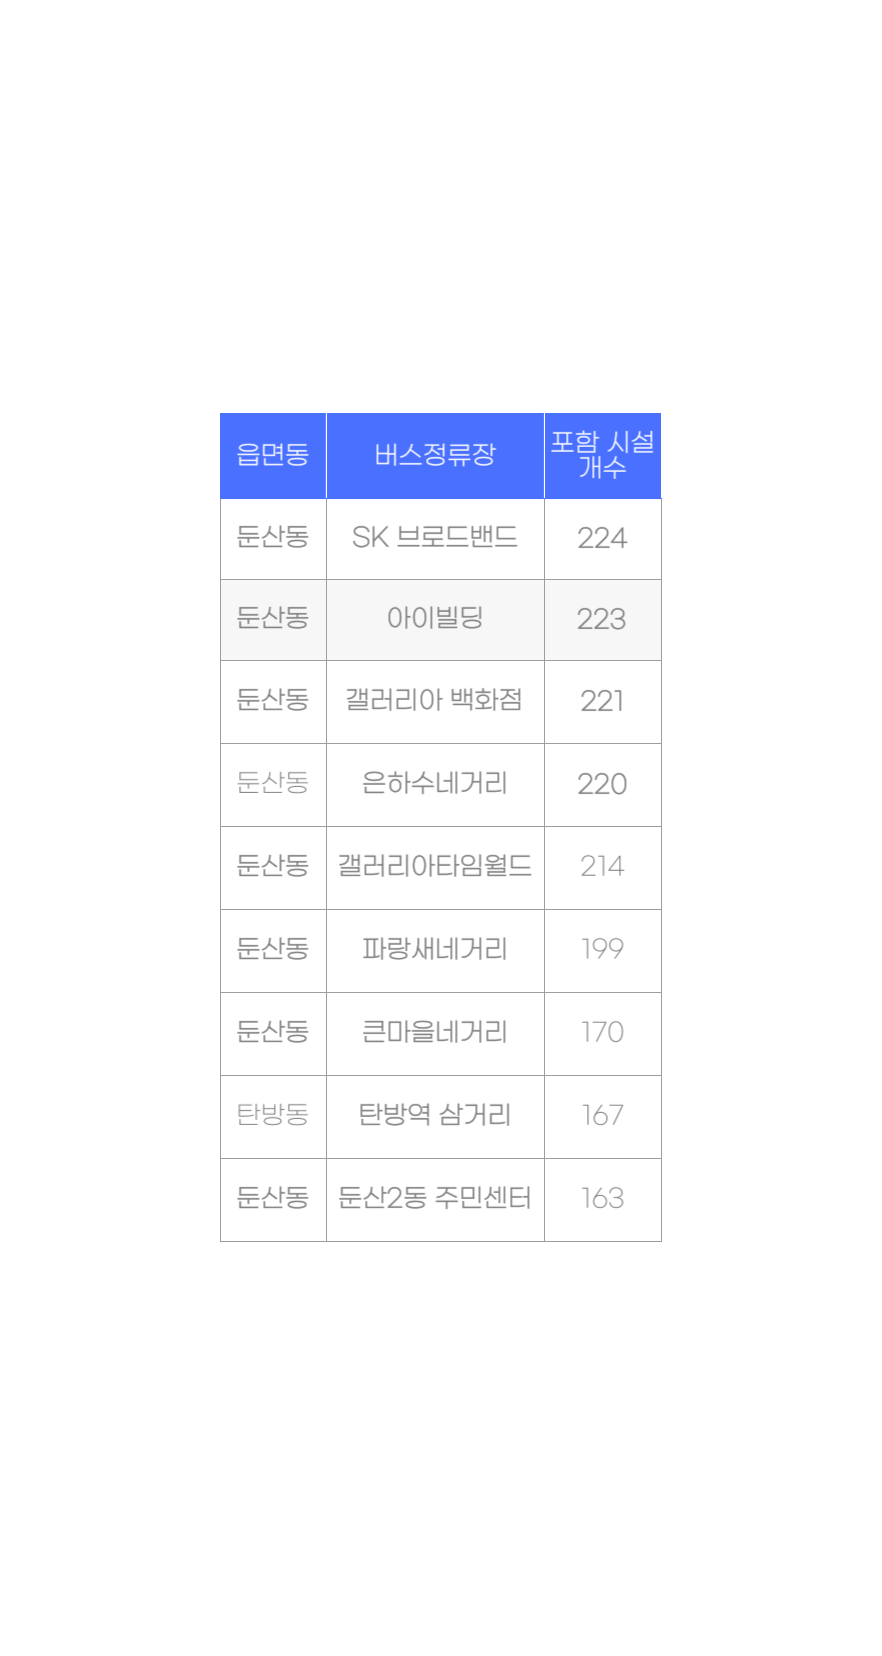 읍면동 버스정류장 포함 시설
개수
둔산동 SK 브로드밴드 224
둔산동 아이빌딩 223
둔산동 갤러리아 백화점 221
둔산동 은하수네거리 220
둔산동 갤러리아타임월드 214
둔산동 파랑새네거리 199
둔산동 큰마을네거리 170
탄방동 탄방역 삼거리 167
둔산동 둔산2동 주민센터 163